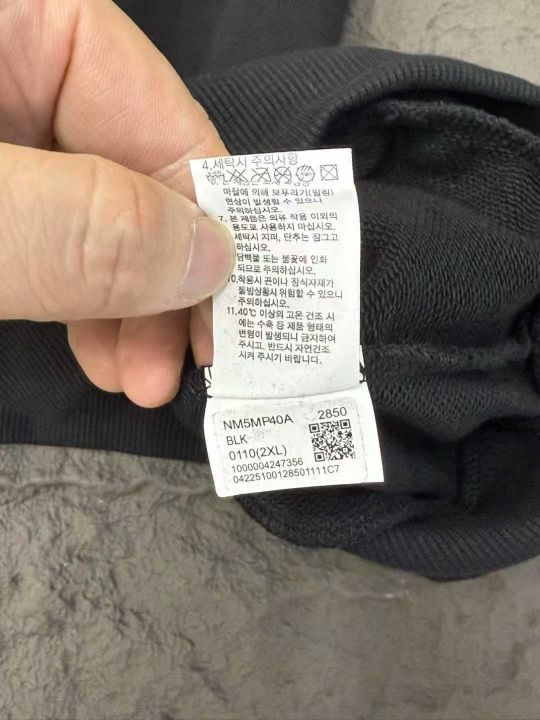 4.세탁시 주의사항
마찰에 의해 보푸라기(필링)
현상이 발생될 수 있으니
주의하십시오.
7. 본 제품은 의류 착용 이외의
용도로 사용하지 마십시오.
세탁시 지퍼, 단추는 잠그고
하십시오.
담뱃불 또는 불꽃에 인화
되므로 주의하십시오.
10.착용시 끈이나 장식자재가
돌발상황시 위험할 수 있으니
주의하십시오.
11.40℃ 이상의 고온 건조 시
에는 수축 등 제품 형태의
변형이 발생되니 금지하여
주시고, 반드시 자연건조
시켜 주시기 바랍니다.
NM5MP40A 2850
BLK
0110(2XL)
1000004247356
04225100128501111C7